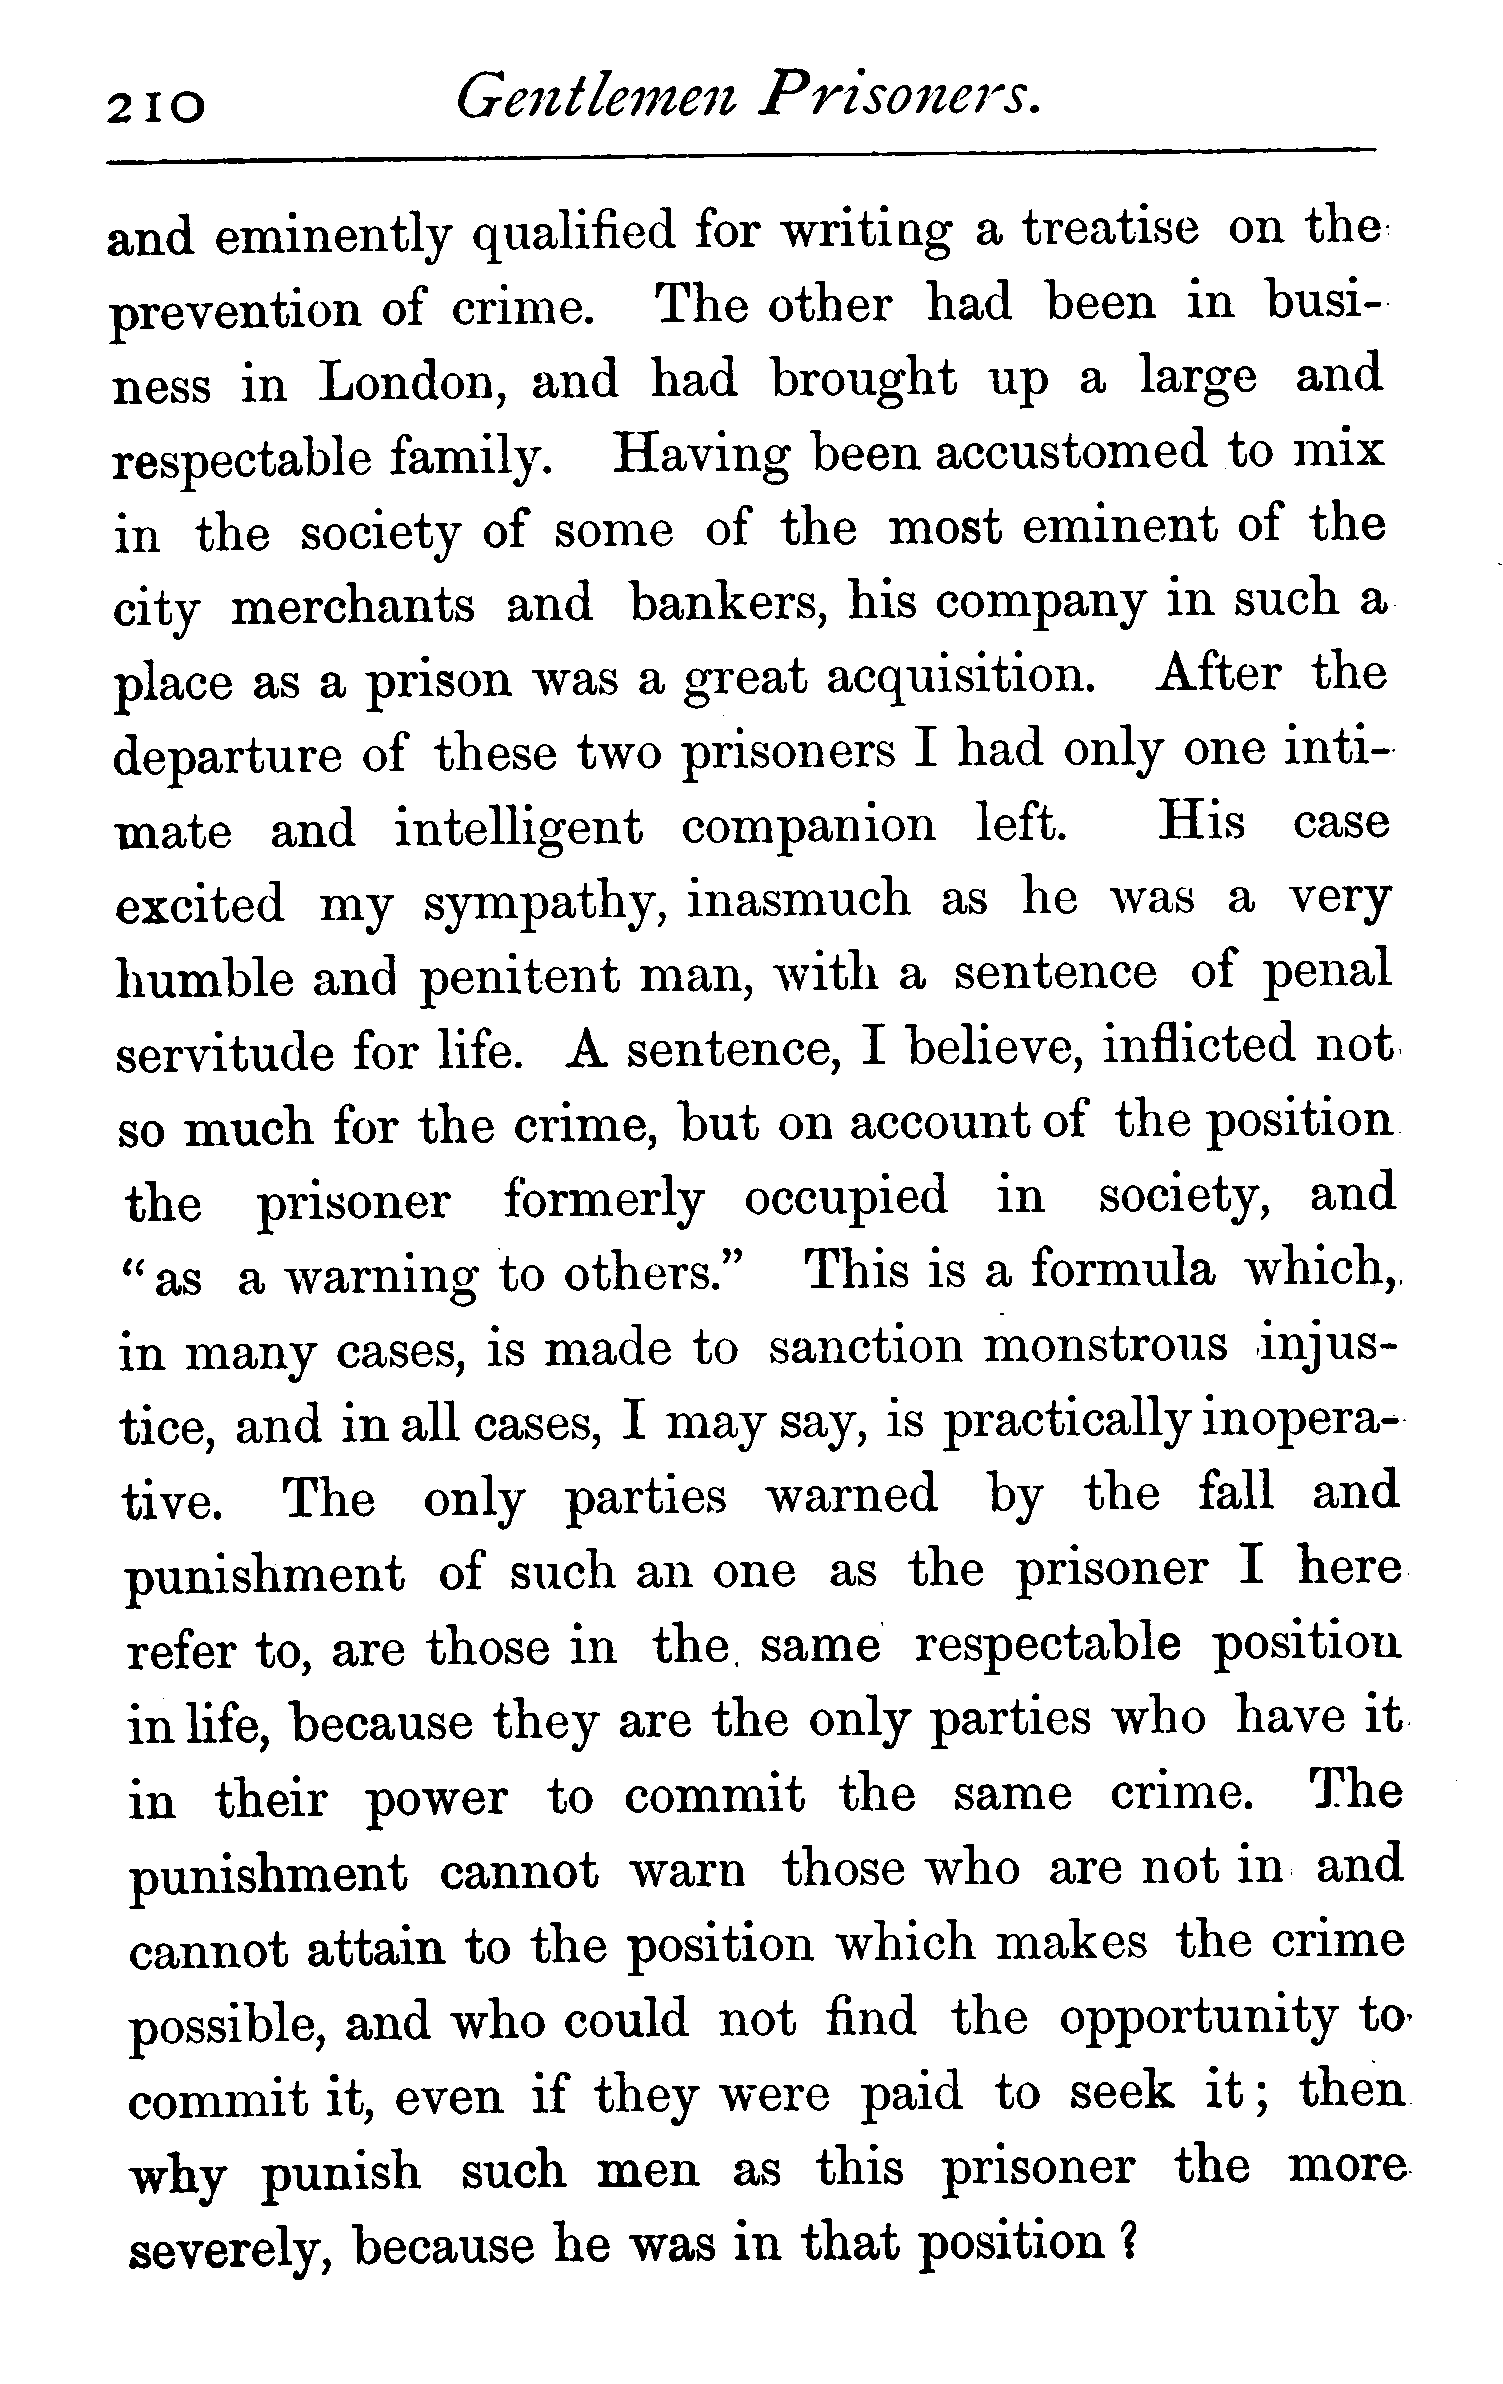 210 Gentlemen Prisoners.
and eminently qualified for writing a treatise on the
prevention of crime. The other had been in busi-
ness in London, and had brought up a large and
respectable family. Having been accustomed to mix
in the society of some of the most eminent of the
city merchants and bankers, his company in such a
place as a prison was a great acquisition. After the
departure of these two prisoners I had only one inti-
mate and intelligent companion left. His case
excited my sympathy, inasmuch as he was a very
humble and penitent man, with a sentence of penal
servitude for life. A sentence, I believe, inflicted not
so much for the crime, but on account of the position
the prisoner formerly occupied in society, and
“as a warning to others.” This is a formula which,
in many cases, is made to sanction monstrous injus-
tice, and in all cases, I may say, is practically inopera-
tive. The only parties warned by the fall and
punishment of such an one as the prisoner I here
refer to, are those in the same respectable position
in life, because they are the only parties who have it
in their power to commit the same crime. The
punishment cannot warn those who are not in and
cannot attain to the position which makes the crime
possible, and who could not find the opportunity to
commit it, even if they were paid to seek it; then
why punish such men as this prisoner the more
severely, because he was in that position?